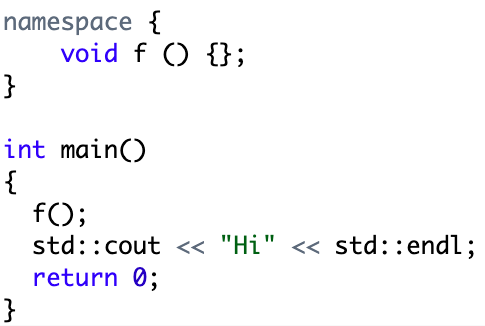 namespace {
    void f () {};
}

int main()
{
  f();
  std::cout << "Hi" << std::endl;
  return 0;
}